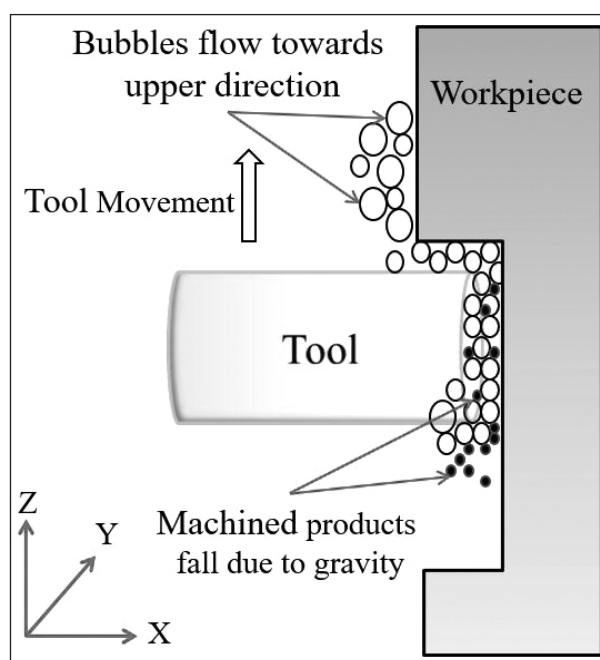 Bubbles flow towards
upper direction
Workpiece
Tool Movement
Tool
Machined products
fall due to gravity
Z
Y
X